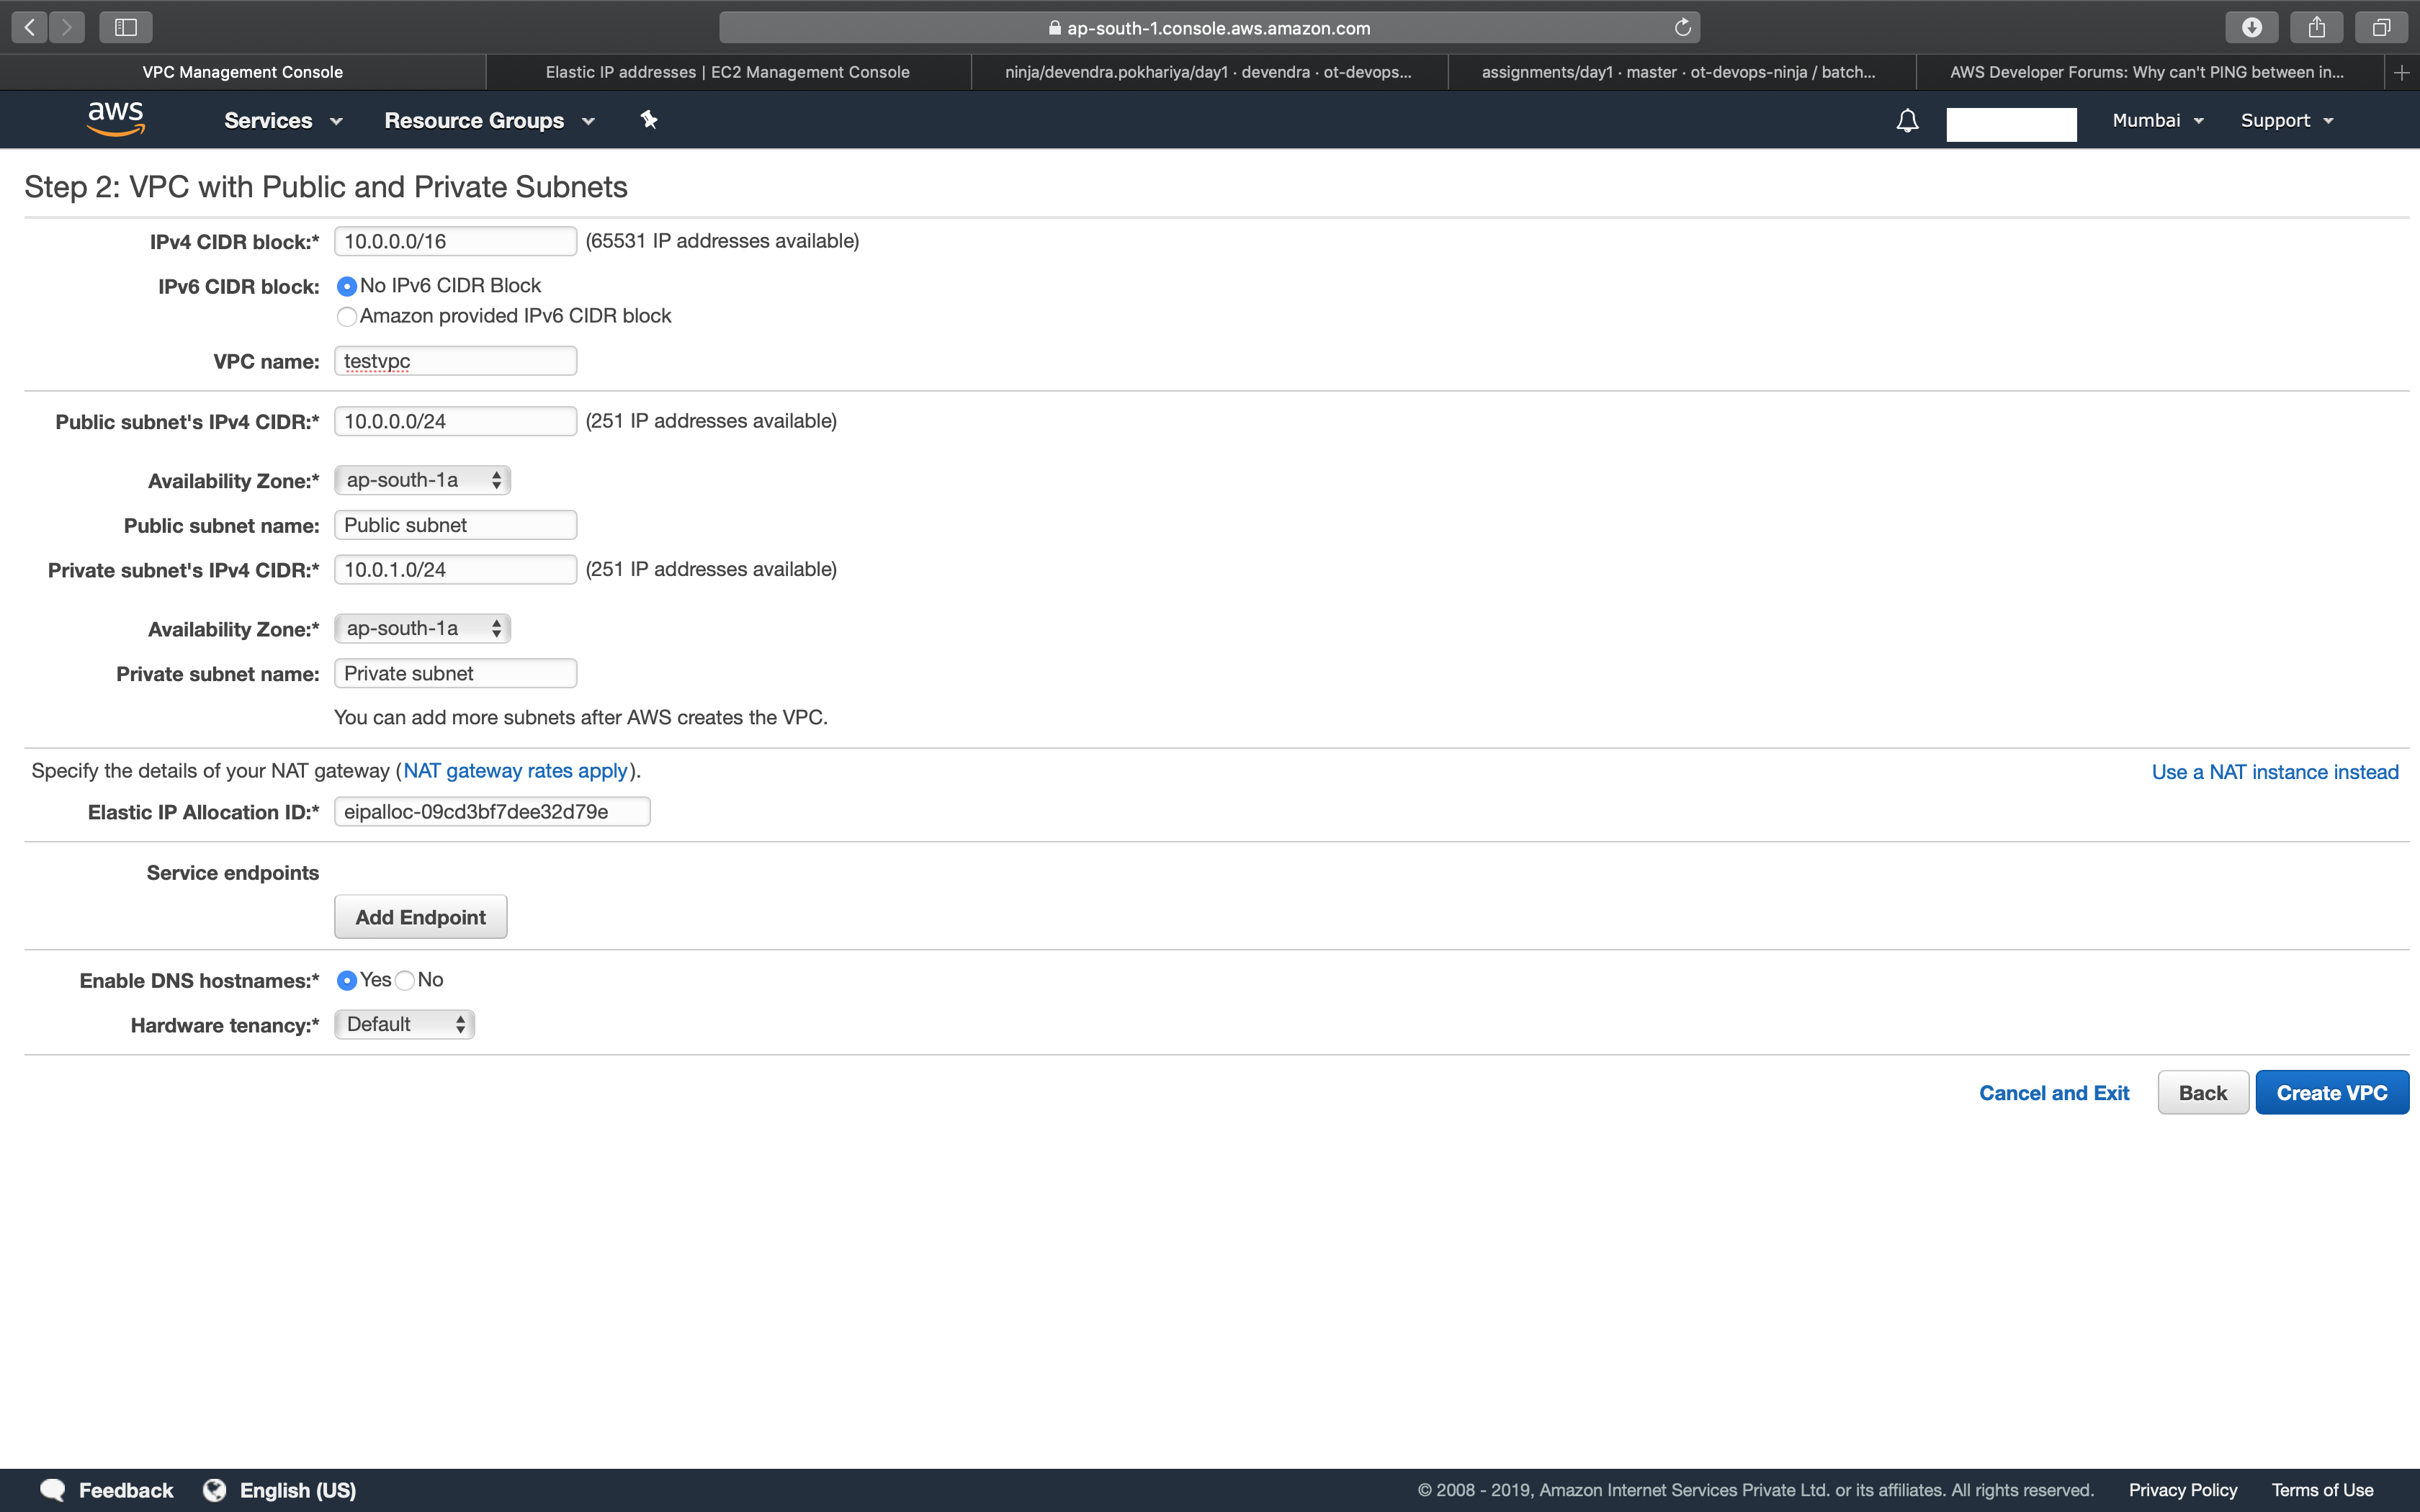 ap-south-1.console.aws.amazon.com
VPC Management Console
Elastic IP addresses | EC2 Management Console
ninja/devendra.pokhariya/day1 · devendra · ot-devops...
assignments/day1 · master · ot-devops-ninja / batch...
AWS Developer Forums: Why can't PING between in...
aws
Services
Resource Groups
Mumbai
Support
Step 2: VPC with Public and Private Subnets
IPv4 CIDR block:* 10.0.0.0/16 (65531 IP addresses available)
IPv6 CIDR block: No IPv6 CIDR Block
Amazon provided IPv6 CIDR block
VPC name: testvpc
Public subnet's IPv4 CIDR:* 10.0.0.0/24 (251 IP addresses available)
Availability Zone:* ap-south-1a
Public subnet name: Public subnet
Private subnet's IPv4 CIDR:* 10.0.1.0/24 (251 IP addresses available)
Availability Zone:* ap-south-1a
Private subnet name: Private subnet
You can add more subnets after AWS creates the VPC.
Specify the details of your NAT gateway (NAT gateway rates apply). Use a NAT instance instead
Elastic IP Allocation ID:* eipalloc-09cd3bf7dee32d79e
Service endpoints
Add Endpoint
Enable DNS hostnames:* Yes No
Hardware tenancy:* Default
Cancel and Exit Back Create VPC
Feedback English (US) © 2008 - 2019, Amazon Internet Services Private Ltd. or its affiliates. All rights reserved. Privacy Policy Terms of Use